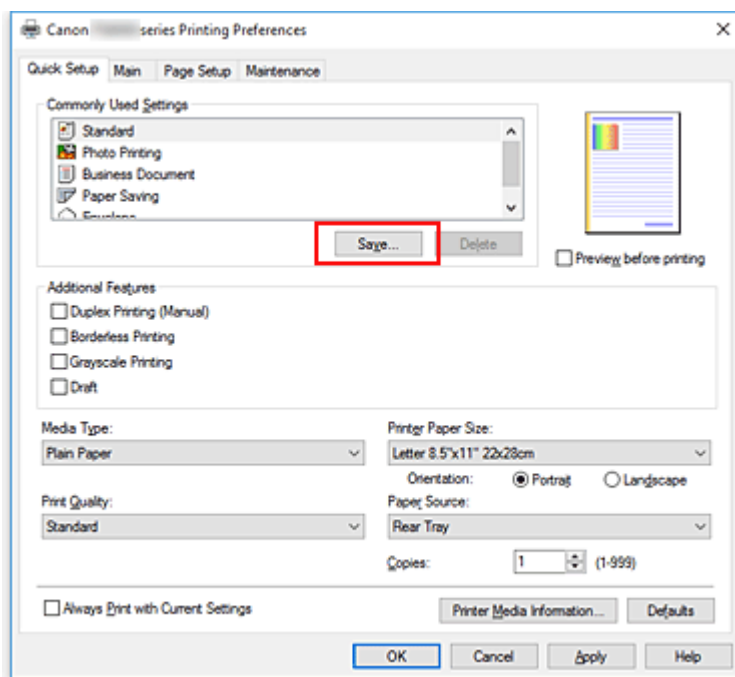 Canon series Printing Preferences
Quick Setup Main Page Setup Maintenance
Commonly Used Settings
Standard
Photo Printing
Business Document
Paper Saving
Envelope
Save... Delete
Preview before printing
Additional Features
Duplex Printing (Manual)
Borderless Printing
Grayscale Printing
Draft
Media Type: Printer Paper Size:
Plain Paper Letter 8.5"x11" 22x28cm
Orientation: Portrait Landscape
Print Quality: Paper Source:
Standard Rear Tray
Copies: 1 (1-999)
Always Print with Current Settings Printer Media Information... Defaults
OK Cancel Apply Help